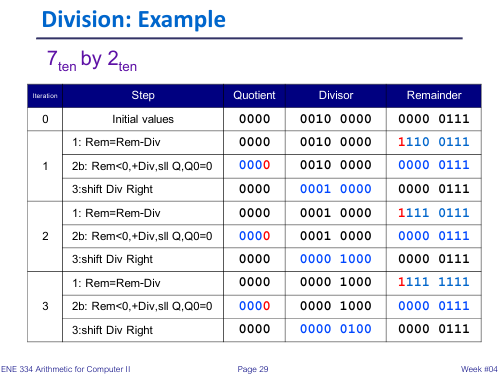 Division: Example
7ten by 2ten
Iteration Step Quotient Divisor Remainder
0 Initial values 0000 0010 0000 0000 0111
1: Rem=Rem-Div 0000 0010 0000 1110 0111
1 2b: Rem<0,+Div,sll Q,Q0=0 0000 0010 0000 0000 0111
3:shift Div Right 0000 0001 0000 0000 0111
1: Rem=Rem-Div 0000 0001 0000 1111 0111
2 2b: Rem<0,+Div,sll Q,Q0=0 0000 0001 0000 0000 0111
3:shift Div Right 0000 0000 1000 0000 0111
1: Rem=Rem-Div 0000 0000 1000 1111 1111
3 2b: Rem<0,+Div,sll Q,Q0=0 0000 0000 1000 0000 0111
3:shift Div Right 0000 0000 0100 0000 0111
ENE 334 Arithmetic for Computer II Page 29 Week #04